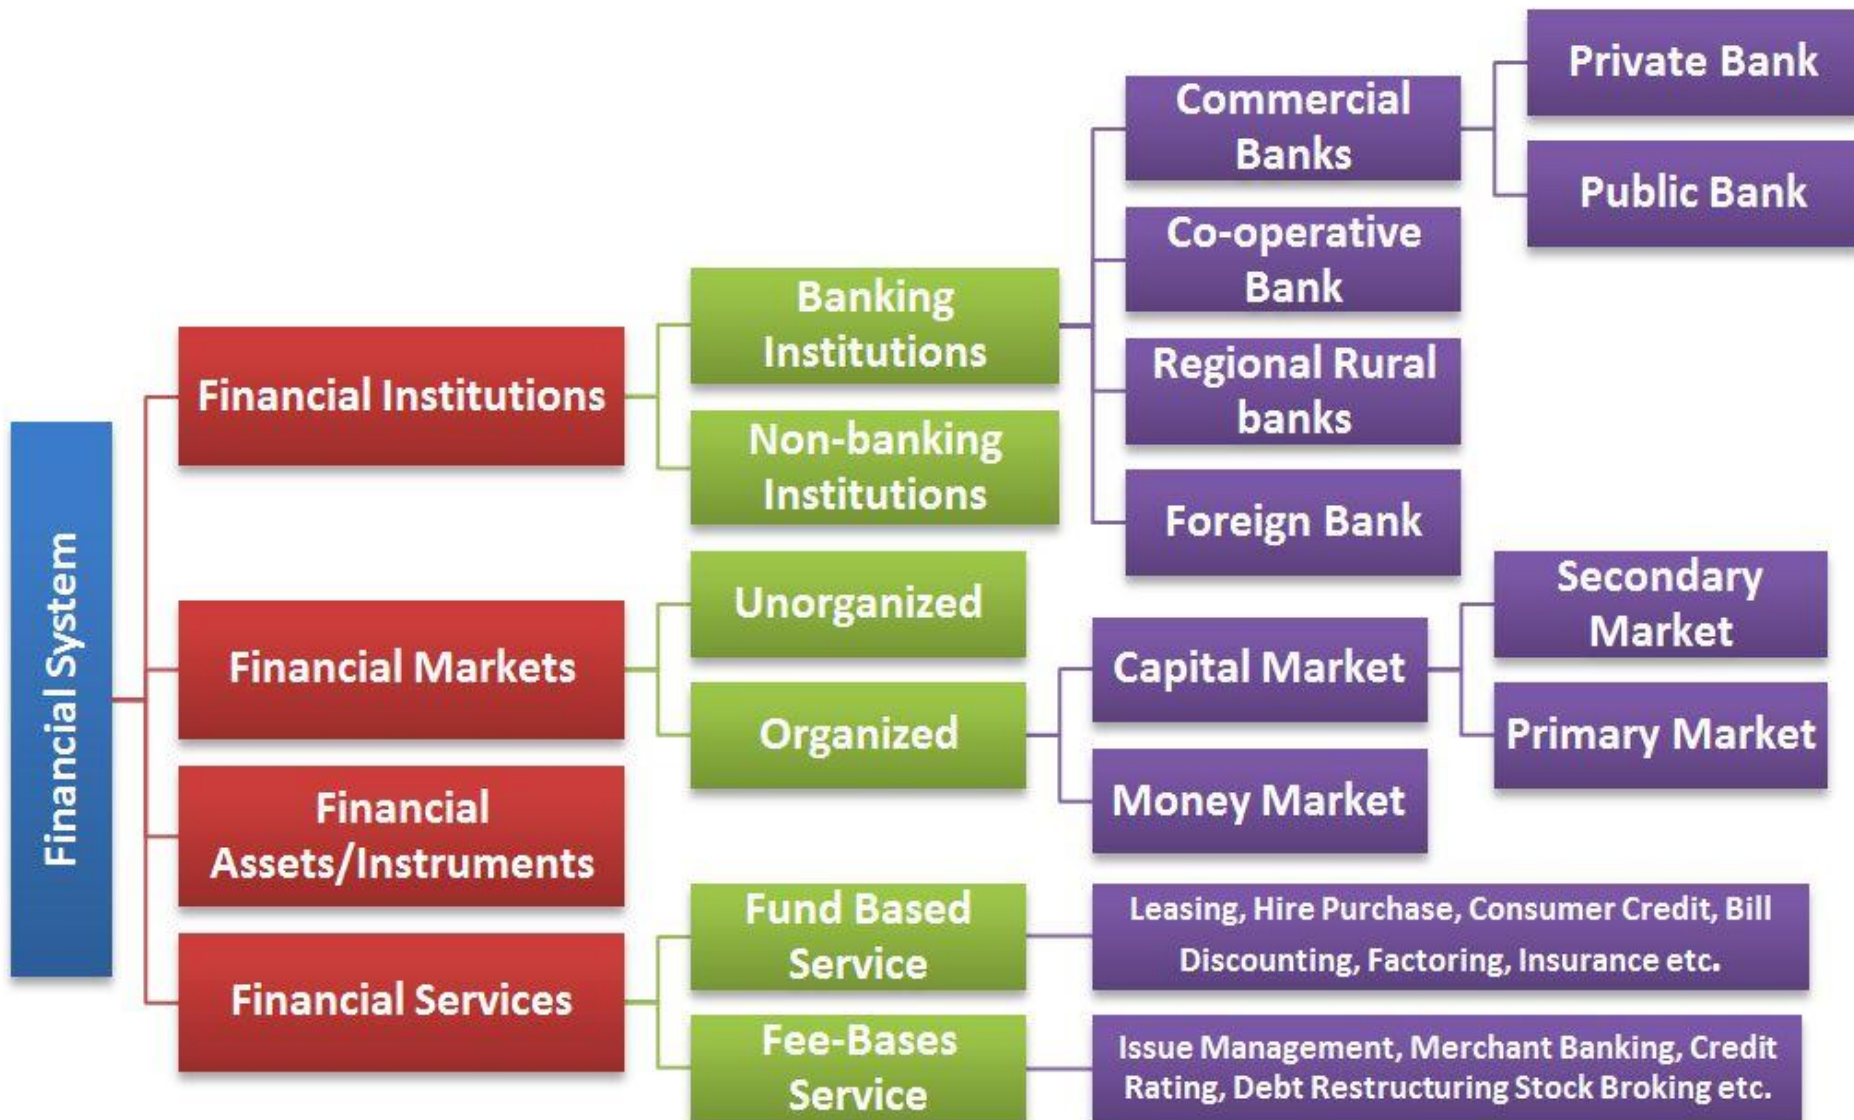 Financial System
Financial Institutions
Banking
Institutions
Commercial
Banks
Private Bank
Public Bank
Co-operative
Bank
Regional Rural
banks
Foreign Bank
Non-banking
Institutions
Financial Markets
Unorganized
Organized
Capital Market
Secondary
Market
Primary Market
Money Market
Financial
Assets/Instruments
Financial Services
Fund Based
Service
Leasing, Hire Purchase, Consumer Credit, Bill
Discounting, Factoring, Insurance etc.
Fee-Bases
Service
Issue Management, Merchant Banking, Credit
Rating, Debt Restructuring Stock Broking etc.